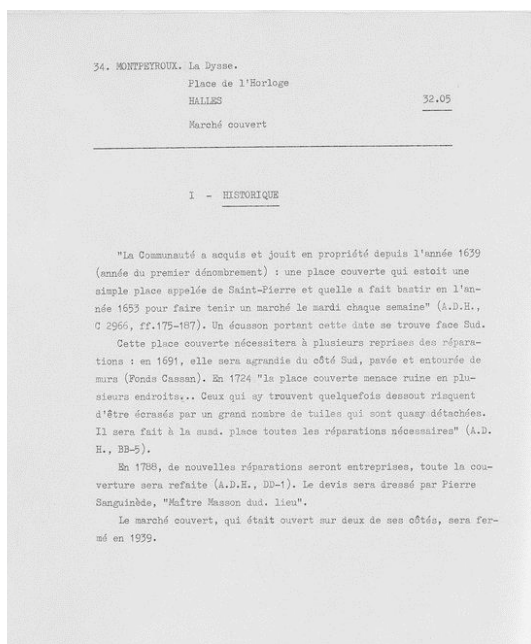 34. MONTPEYROUX. La Dysse.
Place de l'Horloge
HALLES 32.05
Marché couvert
I - HISTORIQUE
"La Communauté a acquis et jouit en propriété depuis l'année 1639
(année du premier dénombrement) : une place couverte qui estoit une
simple place appelée de Saint-Pierre et quelle a fait bastir en l'an-
née 1653 pour faire tenir un marché le mardi chaque semaine" (A.D.H.,
C 2966, ff.175-187). Un écusson portant cette date se trouve face Sud.
Cette place couverte nécessitera à plusieurs reprises des répara-
tions : en 1691, elle sera agrandie du côté Sud, pavée et entourée de
murs (Fonds Cassan). En 1724 "la place couverte menace ruine en plu-
sieurs endroits... Ceux qui sy trouvent quelquefois dessout risquent
d'être écrasés par un grand nombre de tuiles qui sont quasy détachées.
Il sera fait à la susd. place toutes les réparations nécessaires" (A.D.
H., BB-5).
En 1788, de nouvelles réparations seront entreprises, toute la cou-
verture sera refaite (A.D.H., DD-1). Le devis sera dressé par Pierre
Sanguinède, "Maître Masson dud. lieu".
Le marché couvert, qui était ouvert sur deux de ses côtés, sera fer-
mé en 1939.